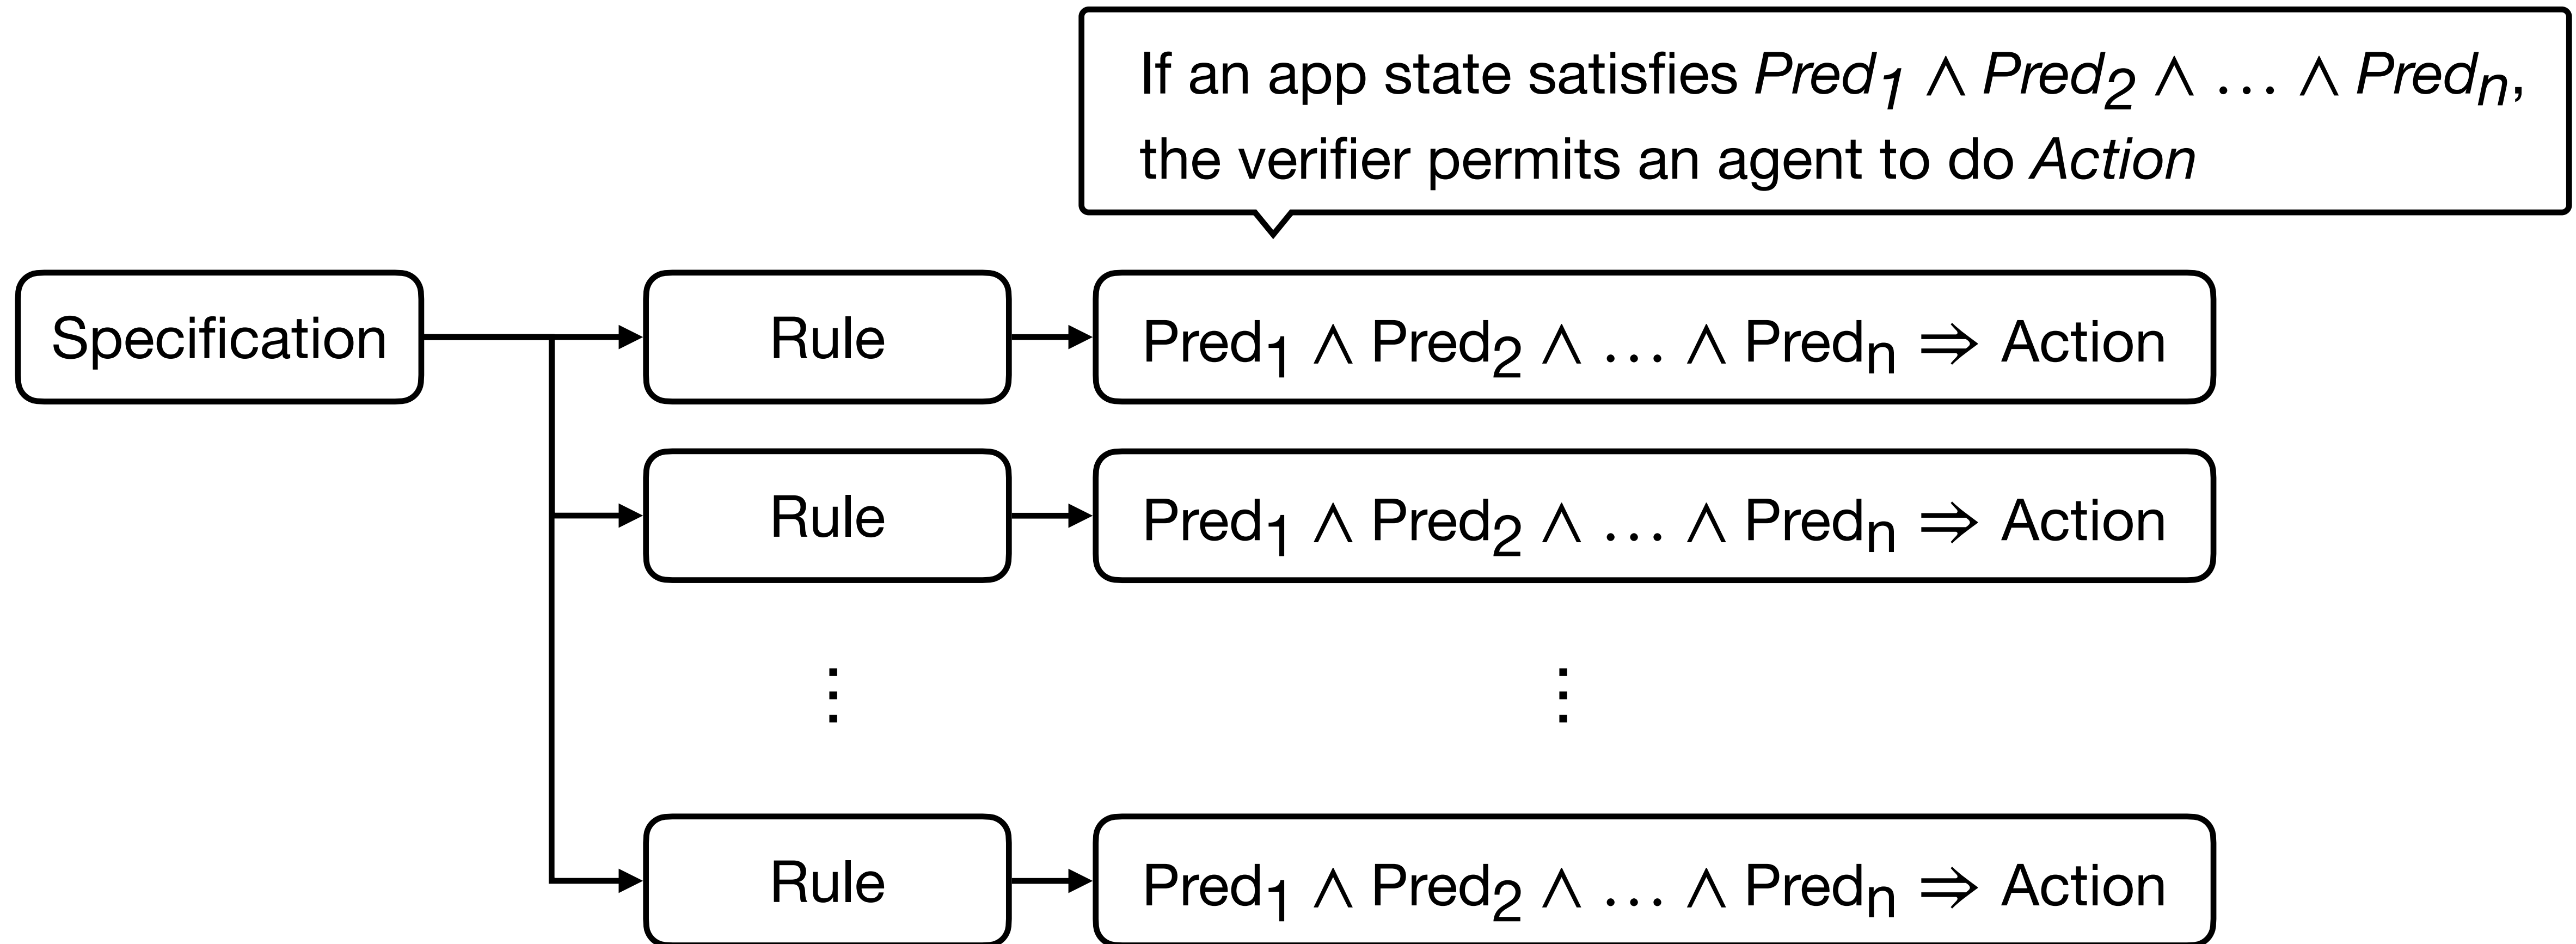 If an app state satisfies Pred₁ ∧ Pred₂ ∧ … ∧ Predₙ,
the verifier permits an agent to do Action
Specification
Rule
Pred₁ ∧ Pred₂ ∧ … ∧ Predₙ ⇒ Action
Rule
Pred₁ ∧ Pred₂ ∧ … ∧ Predₙ ⇒ Action
⋮ ⋮
Rule
Pred₁ ∧ Pred₂ ∧ … ∧ Predₙ ⇒ Action